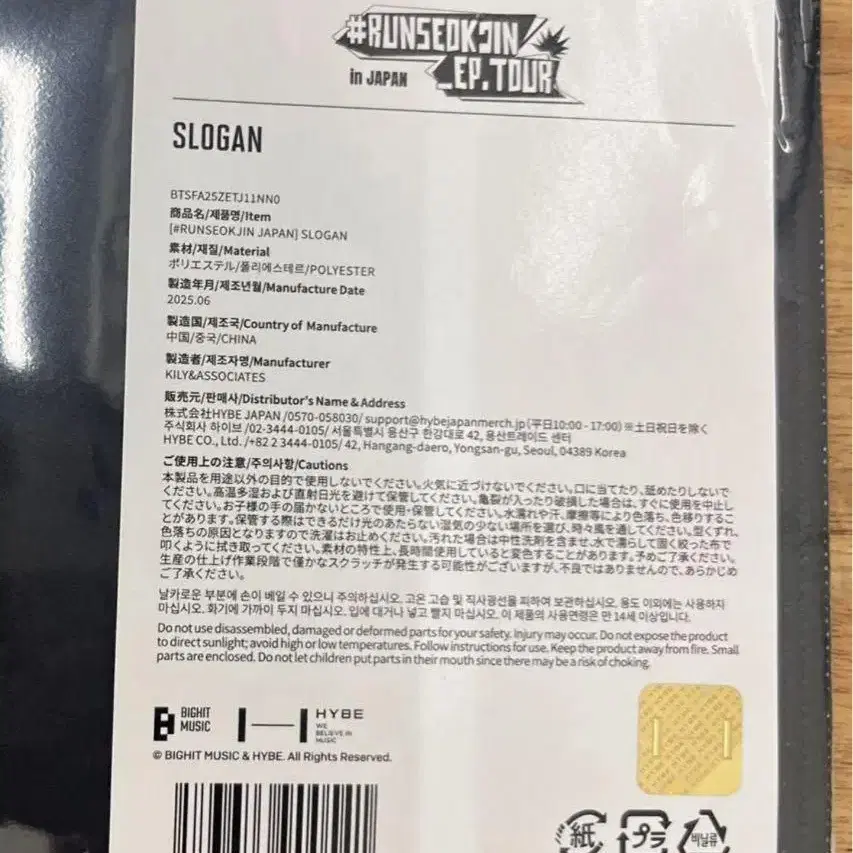 #RUNSEOKJIN
_EP.TOUR
in JAPAN
SLOGAN
BTSFA25ZETJ11NN0
商品名/제품명/Item
[#RUNSEOKJIN JAPAN] SLOGAN
素材/재질/Material
ポリエステル/폴리에스테르/POLYESTER
製造年月/제조년월/Manufacture Date
2025.06
製造国/제조국/Country of Manufacture
中国/중국/CHINA
製造者/제조자명/Manufacturer
KILY&ASSOCIATES
販売元/판매사/Distributor's Name & Address
株式会社HYBE JAPAN /0570-058030/ support@hybejapanmerch.jp (平日10:00 - 17:00) ※土日祝日を除く
주식회사 하이브 /02-3444-0105/ 서울특별시 용산구 한강대로 42, 용산트레이드 센터
HYBE CO., Ltd. /+82 2 3444-0105/ 42, Hangang-daero, Yongsan-gu, Seoul, 04389 Korea
ご使用上の注意/주의사항/Cautions
本製品を用途以外の目的で使用しないでください。火気に近づけないでください。口に当てたり、舐めたりしないで
ください。高温多湿および直射日光を避けて保管してください。亀裂が入ったり破損した場合は、すぐに使用を中止し
てください。お子様の手の届かないところで使用・保管してください。水濡れや汗、摩擦等により色落ち、色移りするこ
とがあります。保管する際はできるだけ光のあたらない湿気の少ない場所を選び、時々風を通してください。型くずれ、
色落ちの原因となりますので洗濯はお止めください。汚れた場合は中性洗剤を含ませ、水で濡らして固く絞った布で
叩くように拭き取ってください。素材の特性上、長時間使用していると変色することがあります。予めご了承ください。
生産の仕上げ作業段階で僅かなスクラッチが発生する可能性がございますが、不良ではありませんので、あらかじめ
ご了承ください。
날카로운 부분에 손이 베일 수 있으니 주의하십시오. 고온 고습 및 직사광선을 피하여 보관하십시오. 용도 이외에는 사용하지
마십시오. 화기에 가까이 두지 마십시오. 입에 대거나 넣고 빨지 마십시오. 이 제품의 사용연령은 만 14세 이상입니다.
Do not use disassembled, damaged or deformed parts for your safety. Injury may occur. Do not expose the product
to direct sunlight; avoid high or low temperatures. Follow instructions for use. Keep the product away from fire. Small
parts are enclosed. Do not let children put parts in their mouth since there may be a risk of choking.
BIGHIT
MUSIC
HYBE
WE
BELIEVE IN
MUSIC
© BIGHIT MUSIC & HYBE. All Rights Reserved.
紙
プラ
비닐류